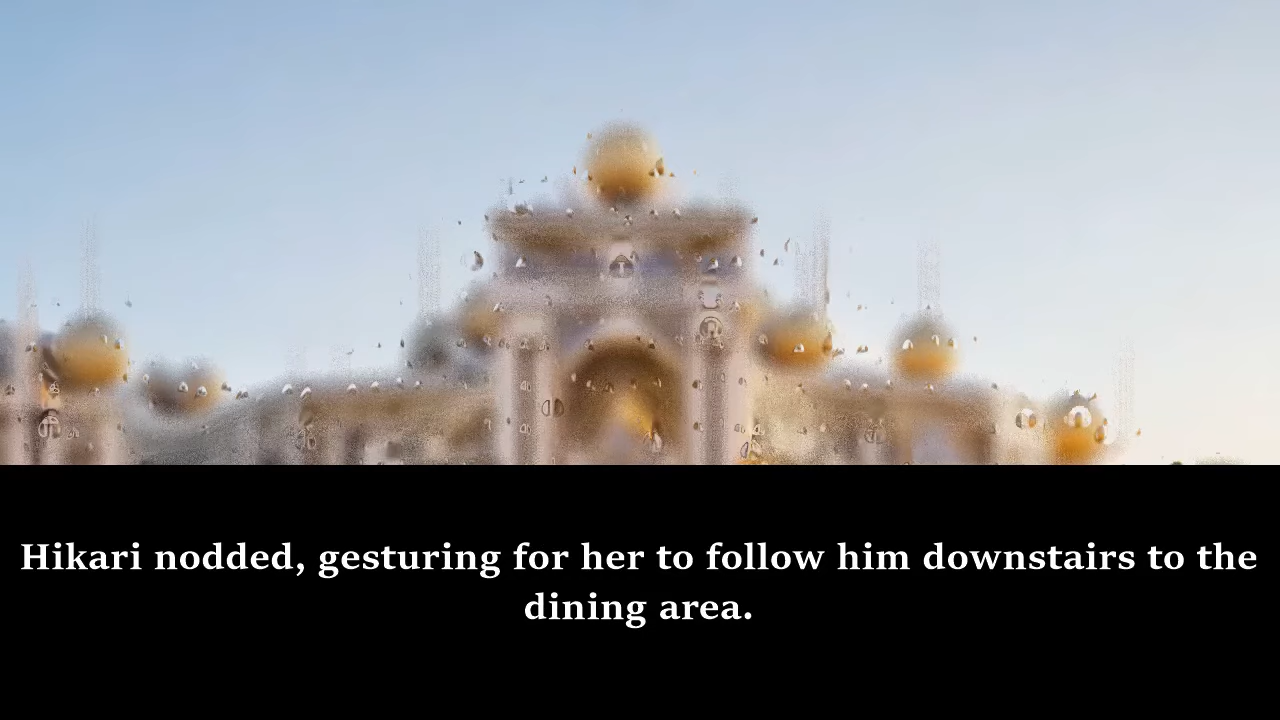 Hikari nodded, gesturing for her to follow him downstairs to the
dining area.